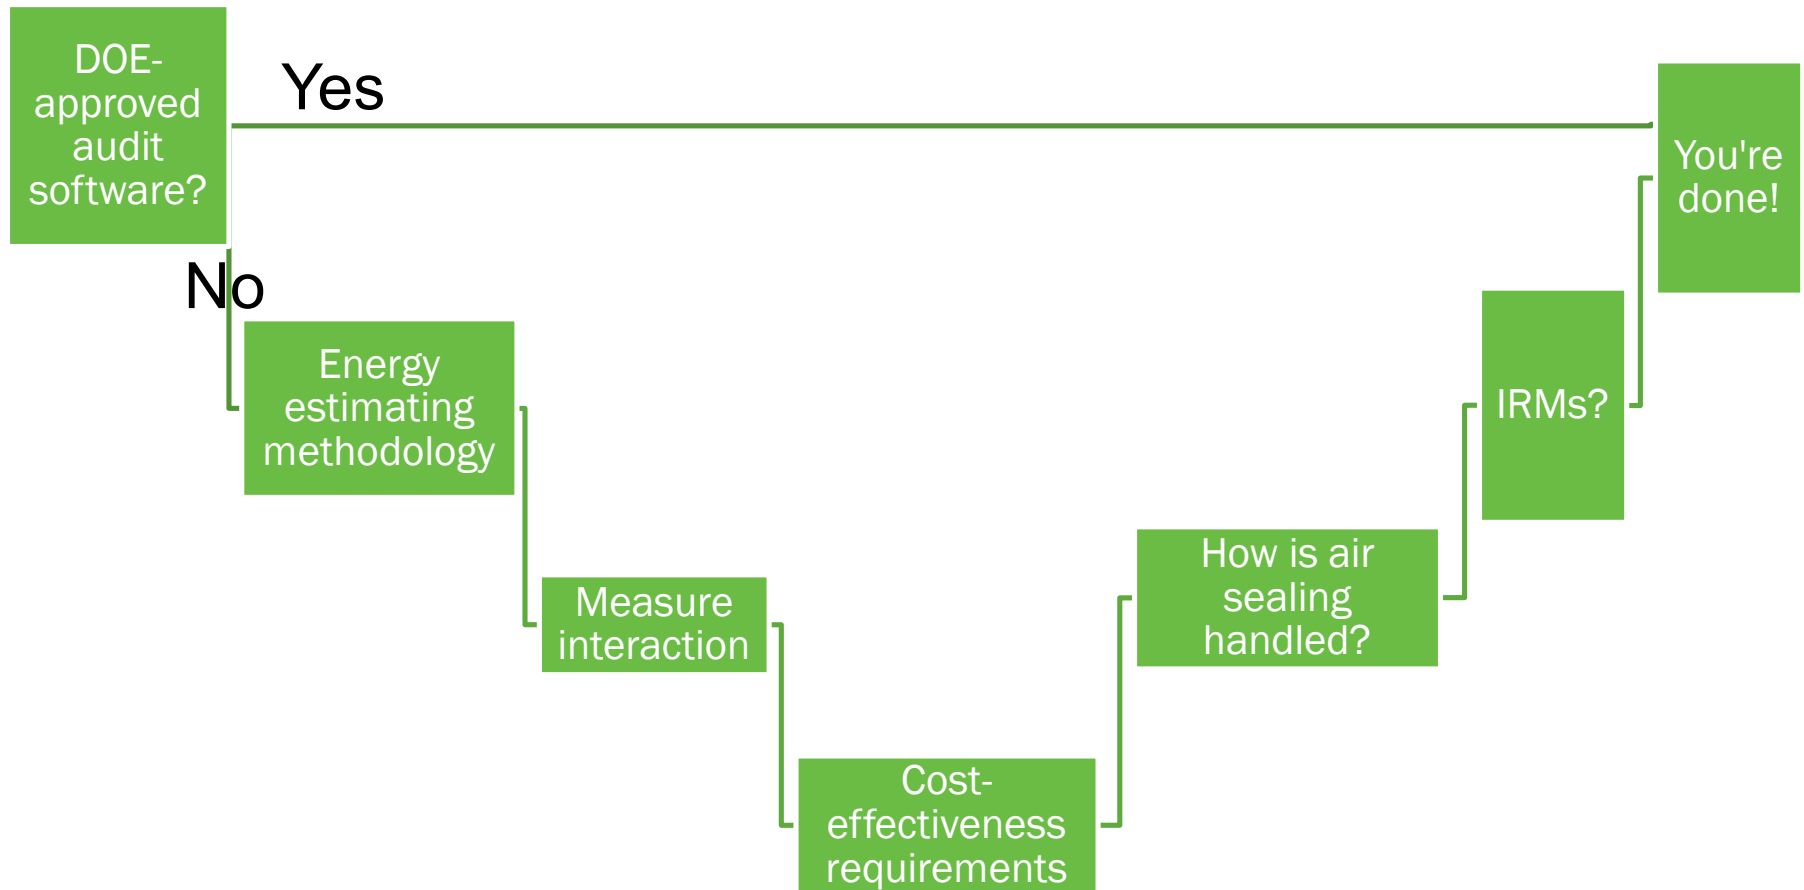 DOE-
approved
audit
software?
Yes
You're
done!
No
Energy
estimating
methodology
Measure
interaction
Cost-
effectiveness
requirements
How is air
sealing
handled?
IRMs?